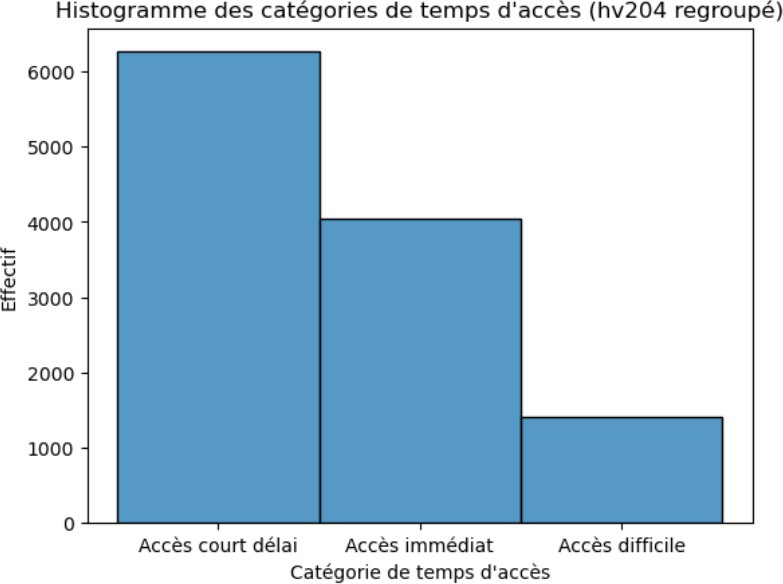 Histogramme des catégories de temps d'accès (hv204 regroupé)
6000
5000
4000
3000
2000
1000
0
Effectif
Accès court délai Accès immédiat Accès difficile
Catégorie de temps d'accès